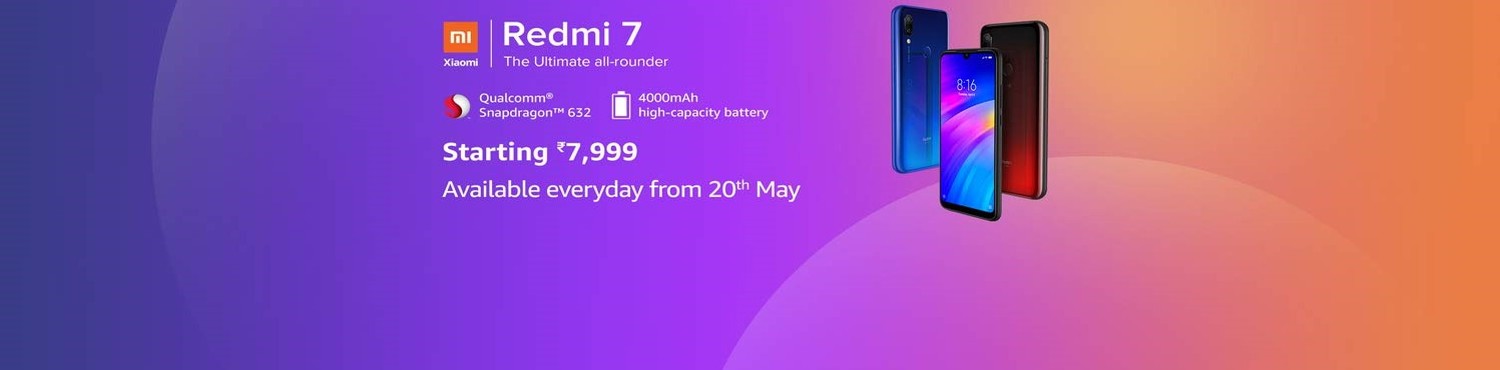 mi
Xiaomi
Redmi 7
The Ultimate all-rounder
Qualcomm®
Snapdragon™ 632
4000mAh
high-capacity battery
Starting ₹7,999
Available everyday from 20th May
8:16